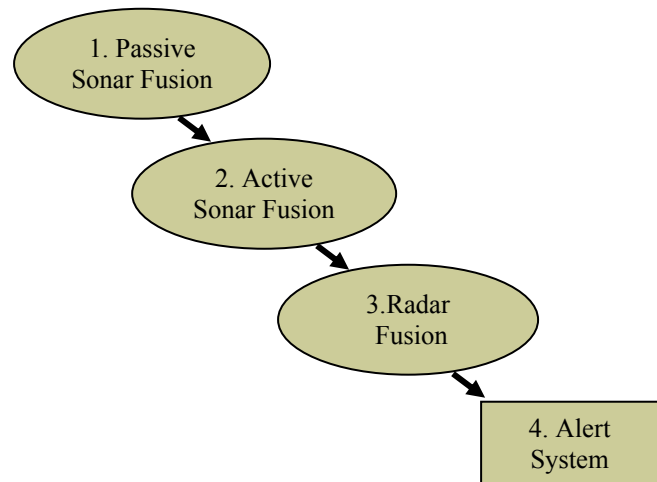 1. Passive
Sonar Fusion
2. Active
Sonar Fusion
3.Radar
Fusion
4. Alert
System